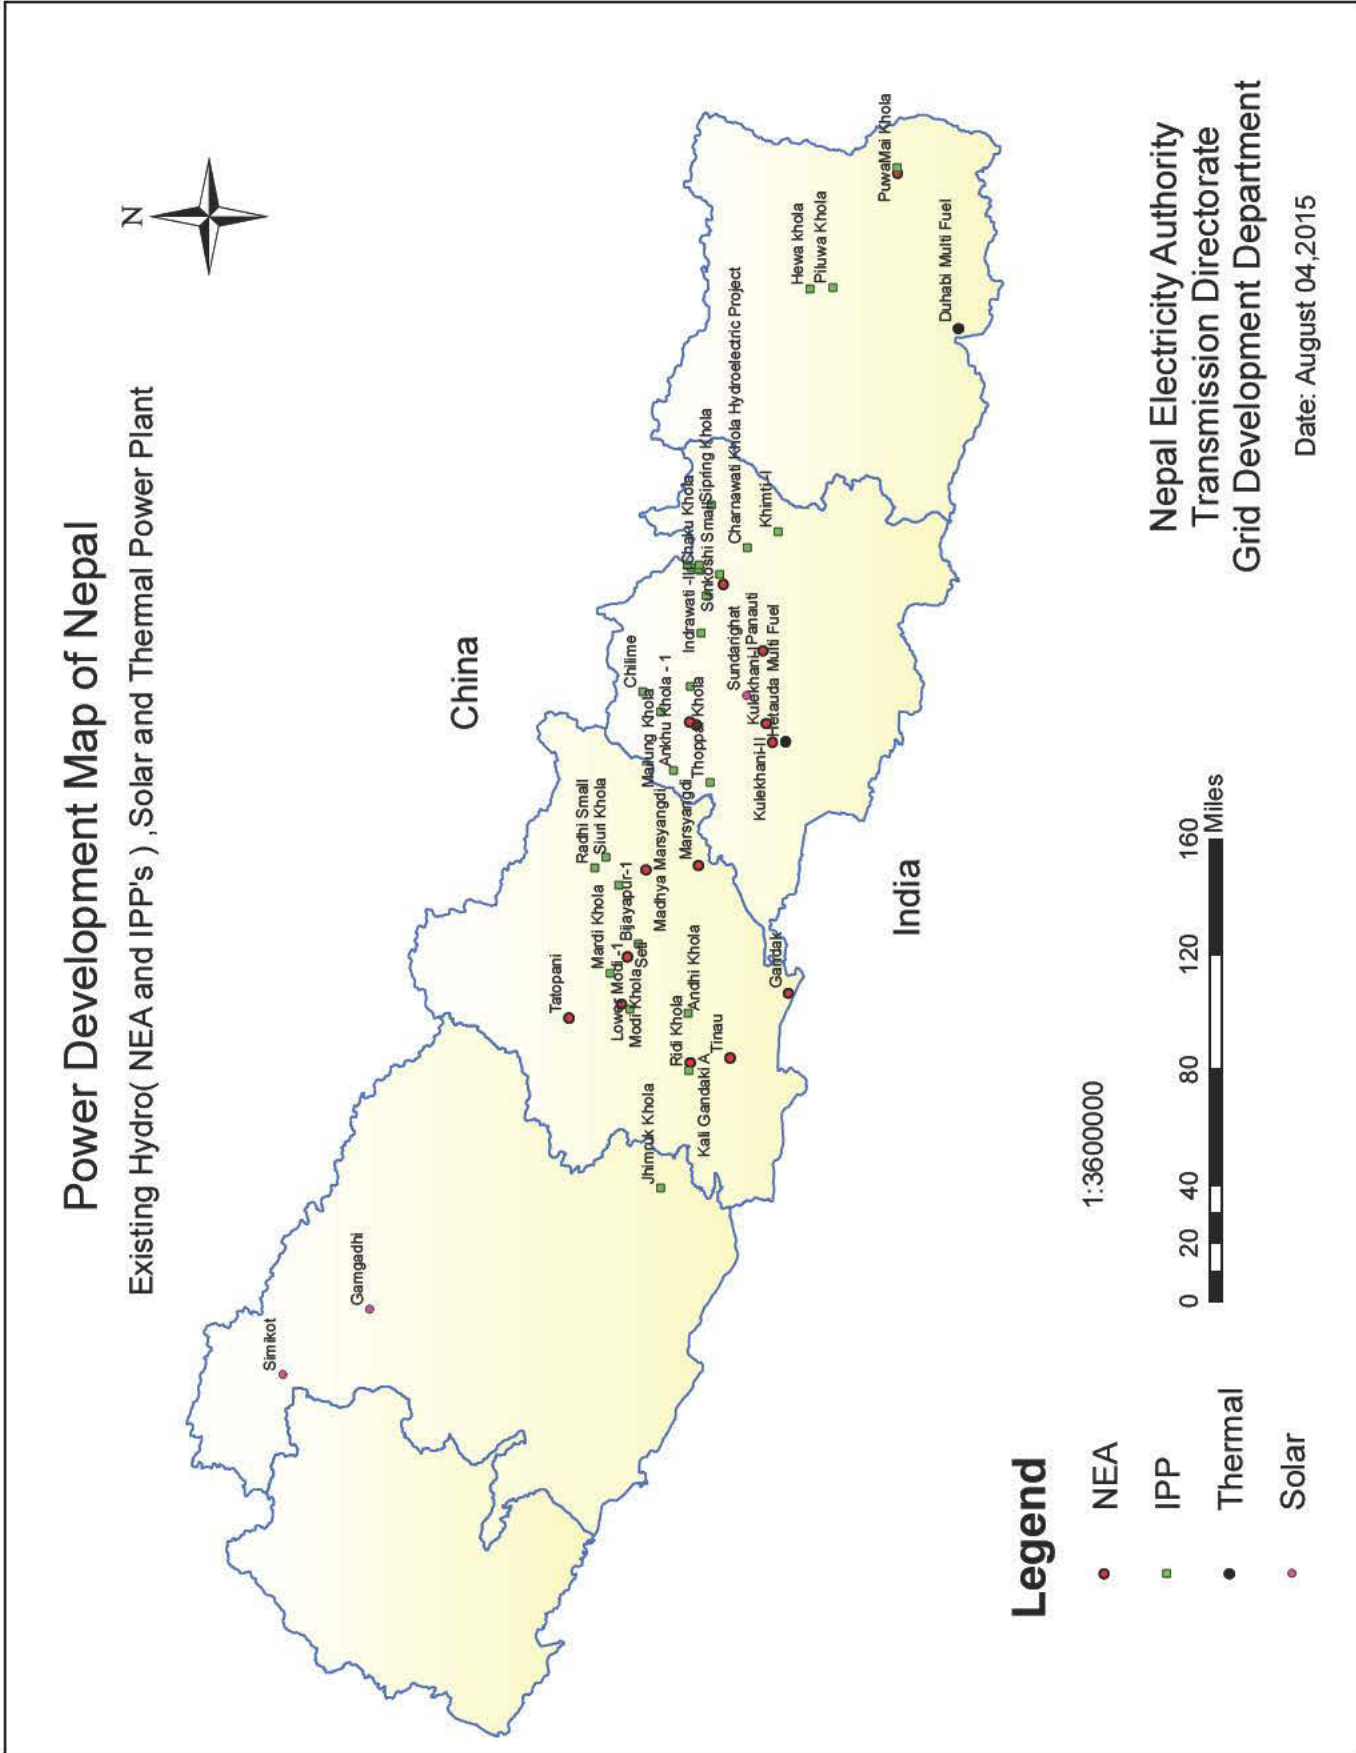 Power Development Map of Nepal
Existing Hydro( NEA and IPP's ) ,Solar and Thermal Power Plant
N
China
Simikot
Gamgadhi
Tatopani
Radhi Small
Siuri Khola
Mardi Khola
Bijayapur-1
Lower Modi -1
Seti
Modi Khola
Madhya Marsyangdi
Marsyangdi
Jhimruk Khola
Ridi Khola
Andhi Khola
Kali Gandaki A
Tinau
Gandak
Chilime
Mailung Khola
Ankhu Khola - 1
Thoppal Khola
Indrawati -III
Chaku Khola
Sunkoshi Small
Sipring Khola
Charnawati Khola Hydroelectric Project
Khimti-I
Sundarighat
Kulekhani-I
Panauti
Kulekhani-II
Hetauda Multi Fuel
Hewa khola
Piluwa Khola
Puwa
Mai Khola
Duhabi Multi Fuel
India
Legend
NEA
IPP
Thermal
Solar
1:3600000
0 20 40 80 120 160
Miles
Nepal Electricity Authority
Transmission Directorate
Grid Development Department
Date: August 04,2015